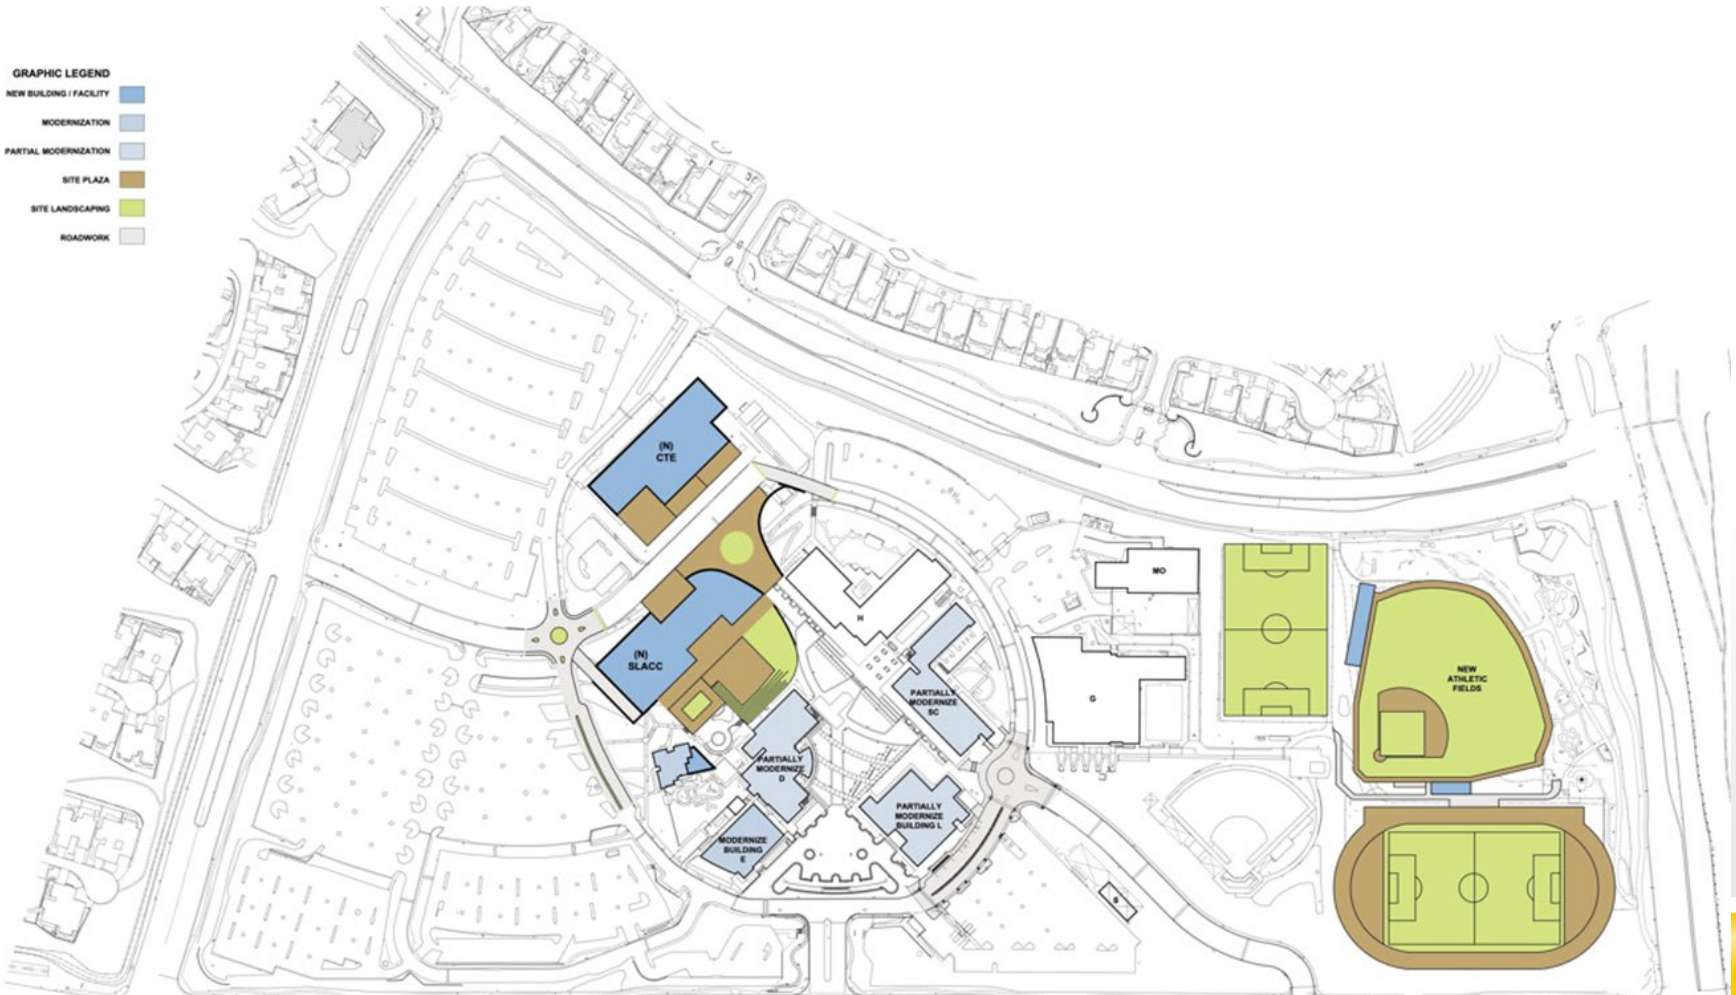 GRAPHIC LEGEND
NEW BUILDING / FACILITY
MODERNIZATION
PARTIAL MODERNIZATION
SITE PLAZA
SITE LANDSCAPING
ROADWORK
(N)
CTE
MO
H
(N)
SLACC
G
PARTIALLY
MODERNIZE
SC
NEW
ATHLETIC
FIELDS
PARTIALLY
MODERNIZE
D
PARTIALLY
MODERNIZE
BUILDING L
MODERNIZE
BUILDING
E
S